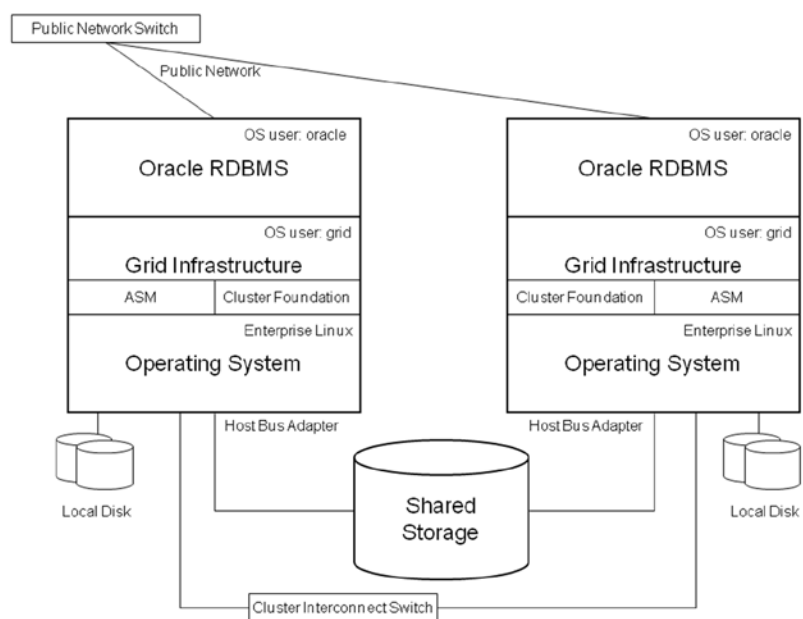 Public Network Switch
Public Network
OS user: oracle
Oracle RDBMS
OS user: grid
Grid Infrastructure
ASM
Cluster Foundation
Enterprise Linux
Operating System
Host Bus Adapter
Local Disk
OS user: oracle
Oracle RDBMS
OS user: grid
Grid Infrastructure
Cluster Foundation
ASM
Enterprise Linux
Operating System
Host Bus Adapter
Local Disk
Shared
Storage
Cluster Interconnect Switch